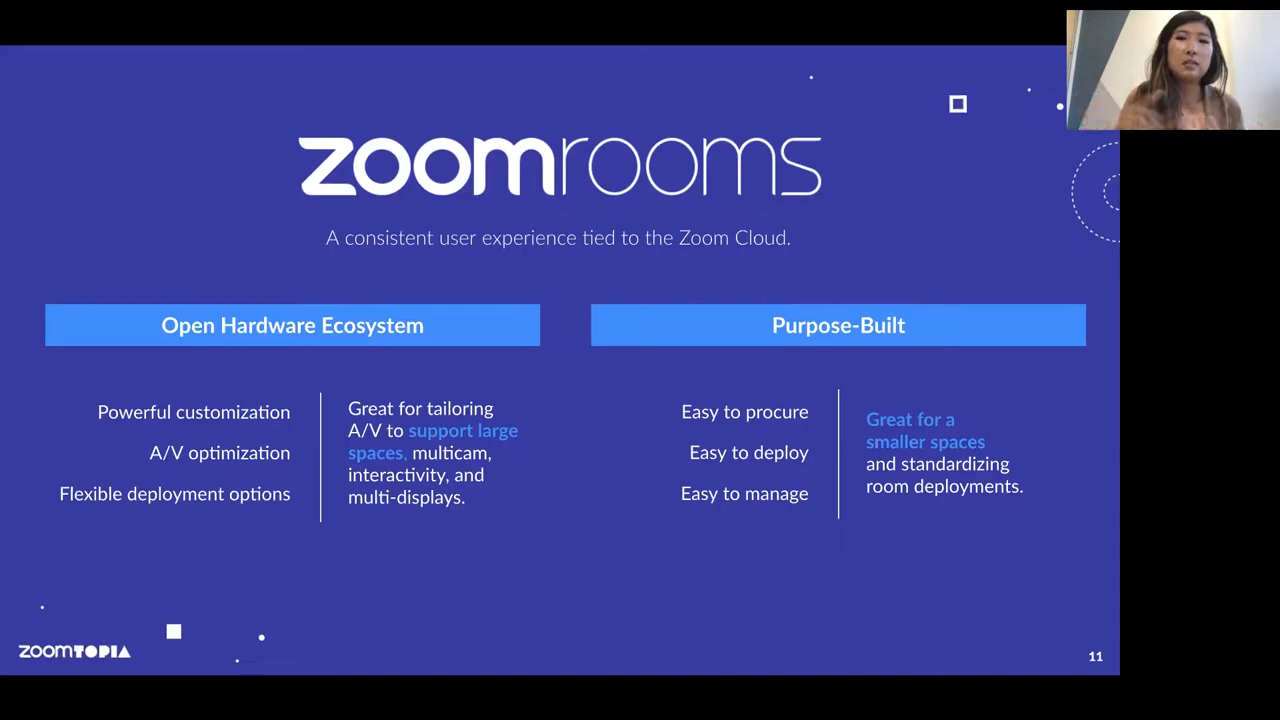 zoomrooms
A consistent user experience tied to the Zoom Cloud.
Open Hardware Ecosystem
Powerful customization
A/V optimization
Flexible deployment options
Great for tailoring
A/V to support large
spaces, multicam,
interactivity, and
multi-displays.
Purpose-Built
Easy to procure
Easy to deploy
Easy to manage
Great for a
smaller spaces
and standardizing
room deployments.
zoomTOPIA
11